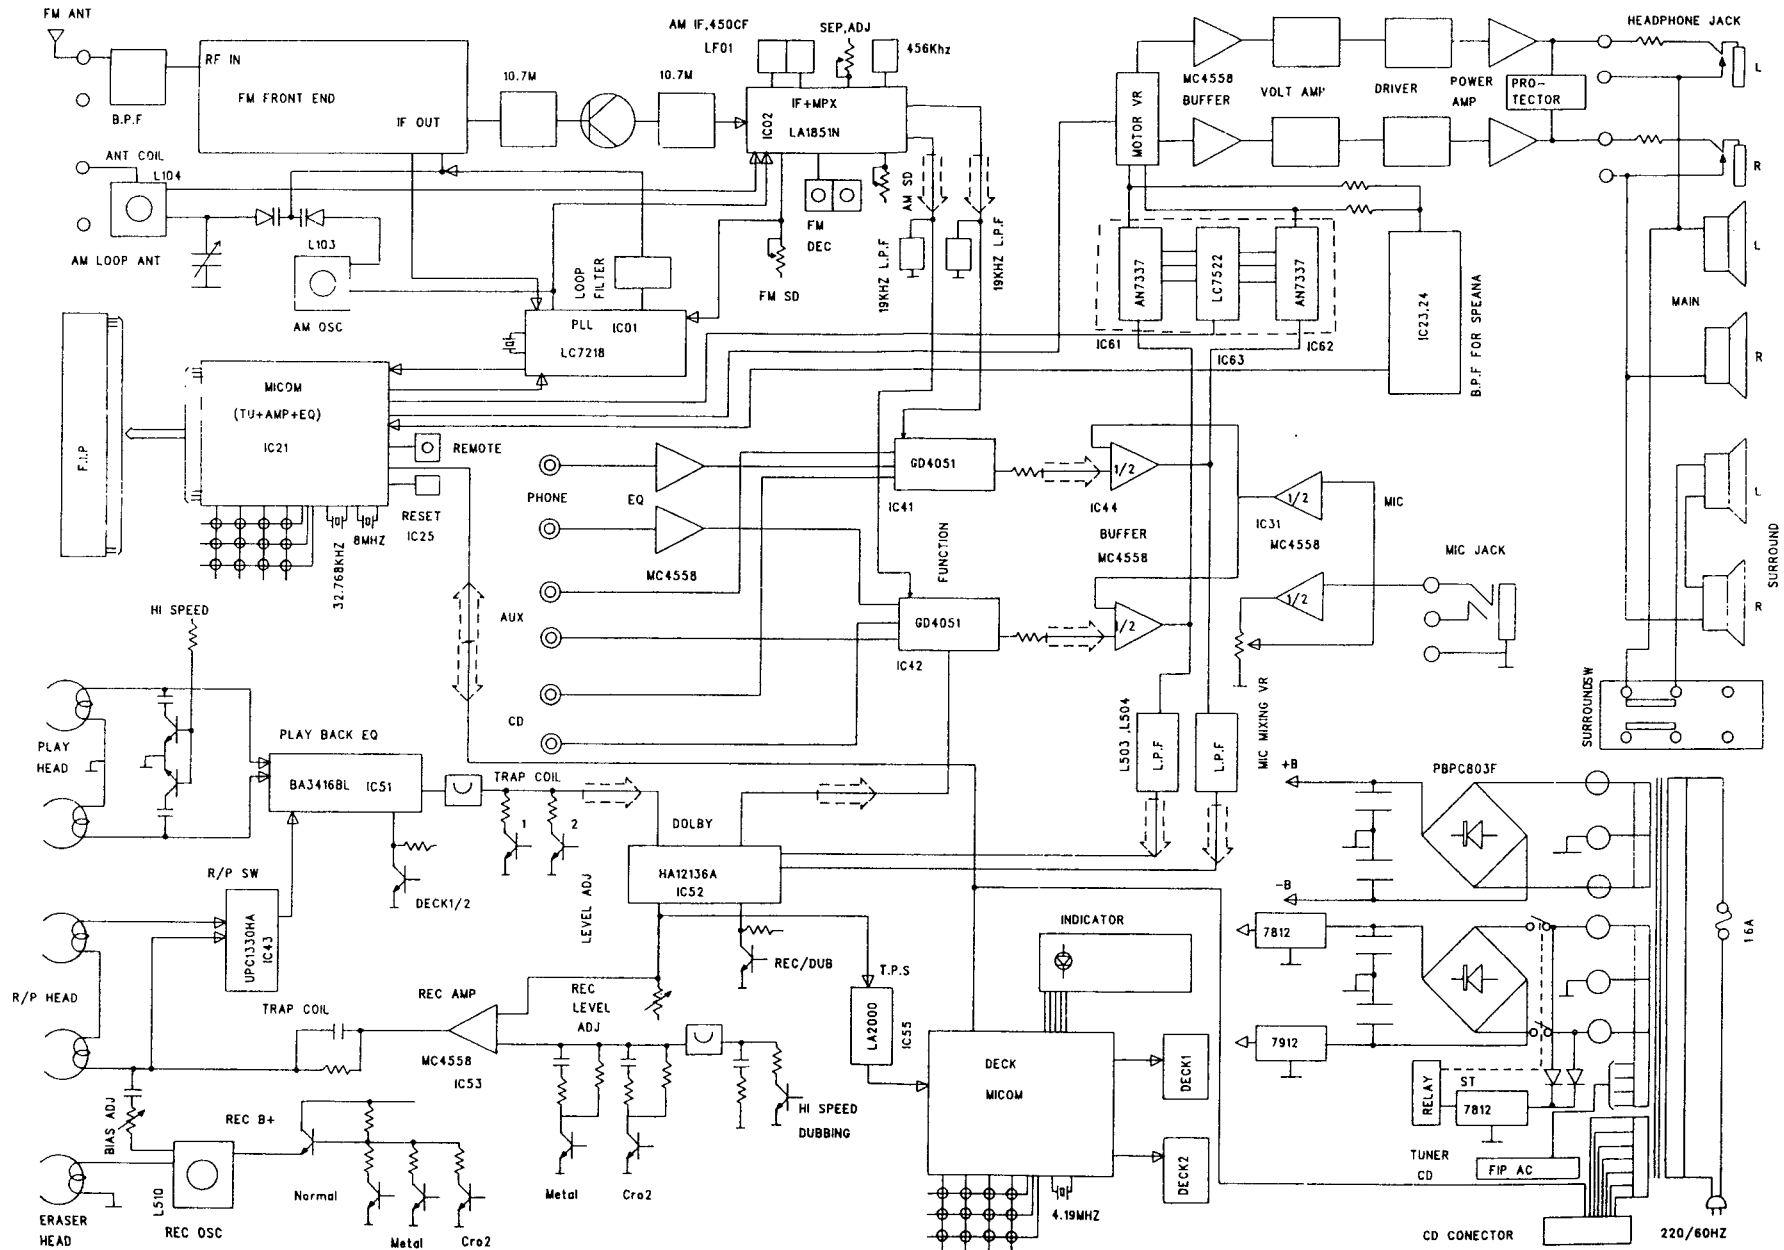 FM ANT
RF IN
FM FRONT END
IF OUT
B.P.F
10.7M
10.7M
AM IF,450CF
LF01
SEP,ADJ
456Khz
IF+MPX
LA1851N
IC02
ANT COIL
L104
AM LOOP ANT
L103
AM OSC
LOOP
FILTER
PLL
IC01
LC7218
FM SD
FM
DEC
AM SD
19KHZ L.P.F
19KHZ L.P.F
MOTOR VR
MC4558
BUFFER
VOLT AMP
DRIVER
POWER
AMP
PRO-
TECTOR
HEADPHONE JACK
L
R
AN7337
LC7522
AN7337
IC61
IC63
IC62
IC23,24
B.P.F FOR SPEANA
MAIN
L
R
L
R
SURROUND
SURROUNDSW
F.I.P
MICOM
(TU+AMP+EQ)
IC21
REMOTE
RESET
IC25
32.768KHZ
8MHZ
PHONE
EQ
MC4558
AUX
CD
GD4051
IC41
FUNCTION
GD4051
IC42
1/2
IC44
BUFFER
MC4558
1/2
1/2
IC31
MC4558
MIC
1/2
MIC JACK
MIC MIXING VR
L503 ,L504
L.P.F
L.P.F
HI SPEED
PLAY
HEAD
PLAY BACK EQ
BA3416BL
IC51
TRAP COIL
1
2
DECK1/2
R/P SW
UPC1330HA
IC43
R/P HEAD
LEVEL ADJ
DOLBY
HA12136A
IC52
REC/DUB
T.P.S
LA2000
IC55
INDICATOR
TRAP COIL
REC AMP
MC4558
IC53
REC
LEVEL
ADJ
HI SPEED
DUBBING
DECK
MICOM
DECK1
DECK2
4.19MHZ
BIAS ADJ
REC B+
L510
REC OSC
ERASER
HEAD
Normal
Metal
Cro2
Metal
Cro2
+B
-B
PBPC803F
7812
7912
RELAY
ST
7812
TUNER
CD
FIP AC
CD CONECTOR
16A
220/60HZ